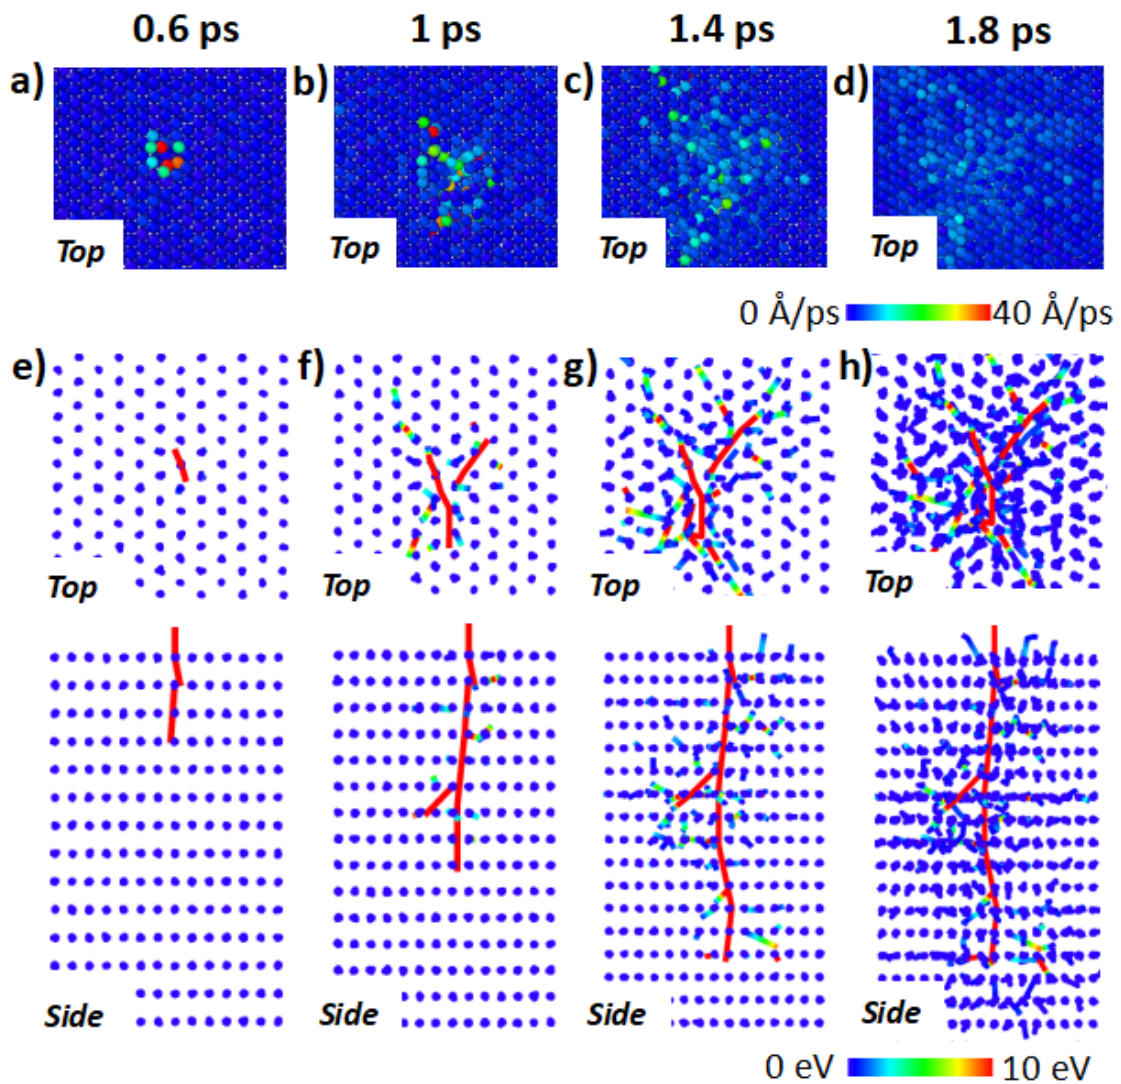 0.6 ps 1 ps 1.4 ps 1.8 ps
a) b) c) d)
Top Top Top Top
0 Å/ps 40 Å/ps
e) f) g) h)
Top Top Top Top
Side Side Side Side
0 eV 10 eV